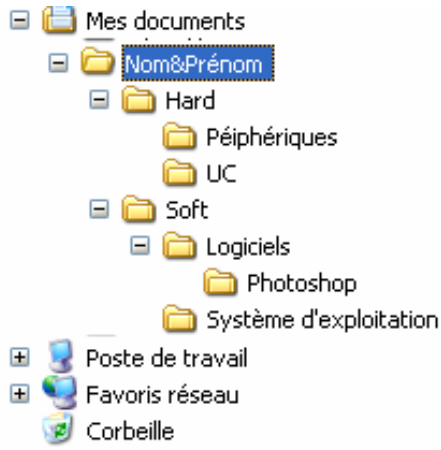 Mes documents
Nom&Prénom
Hard
Péiphériques
UC
Soft
Logiciels
Photoshop
Système d'exploitation
Poste de travail
Favoris réseau
Corbeille